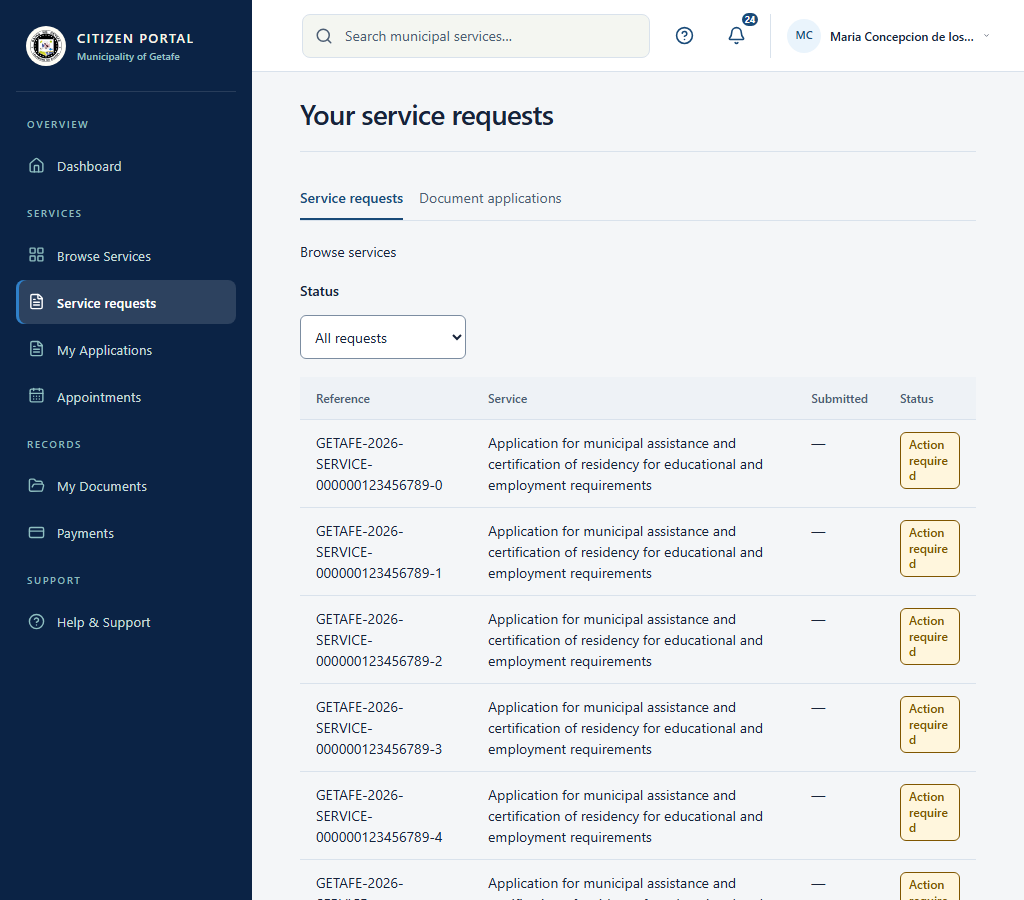 CITIZEN PORTAL
Municipality of Getafe
OVERVIEW
Dashboard
SERVICES
Browse Services
Service requests
My Applications
Appointments
RECORDS
My Documents
Payments
SUPPORT
Help & Support
Search municipal services...
24
MC
Maria Concepcion de los...
Your service requests
Service requests
Document applications
Browse services
Status
All requests
Reference Service Submitted Status
GETAFE-2026-
SERVICE-
000000123456789-0
Application for municipal assistance and
certification of residency for educational and
employment requirements
—
Action
require
d
GETAFE-2026-
SERVICE-
000000123456789-1
Application for municipal assistance and
certification of residency for educational and
employment requirements
—
Action
require
d
GETAFE-2026-
SERVICE-
000000123456789-2
Application for municipal assistance and
certification of residency for educational and
employment requirements
—
Action
require
d
GETAFE-2026-
SERVICE-
000000123456789-3
Application for municipal assistance and
certification of residency for educational and
employment requirements
—
Action
require
d
GETAFE-2026-
SERVICE-
000000123456789-4
Application for municipal assistance and
certification of residency for educational and
employment requirements
—
Action
require
d
GETAFE-2026-
Application for municipal assistance and
—
Action